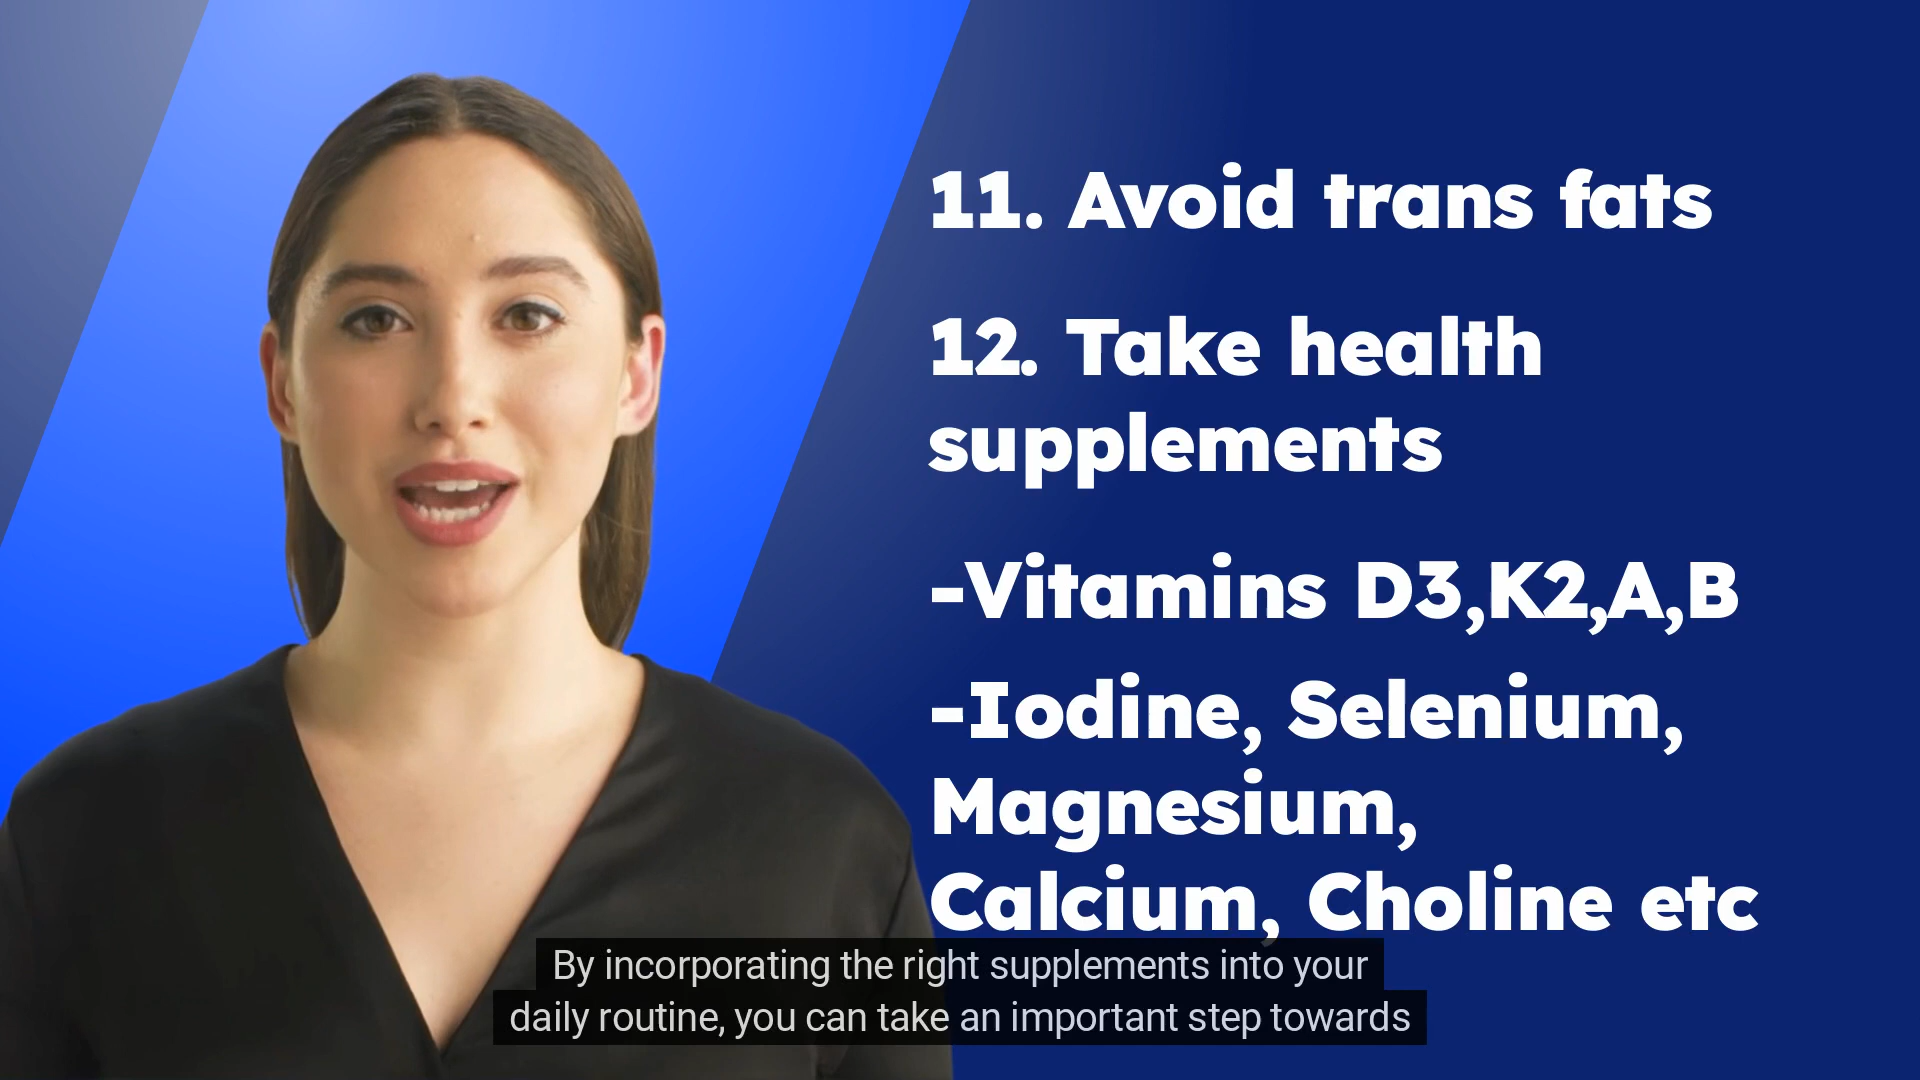 11. Avoid trans fats
12. Take health
supplements
-Vitamins D3,K2,A,B
-Iodine, Selenium,
Magnesium,
Calcium, Choline etc
By incorporating the right supplements into your
daily routine, you can take an important step towards